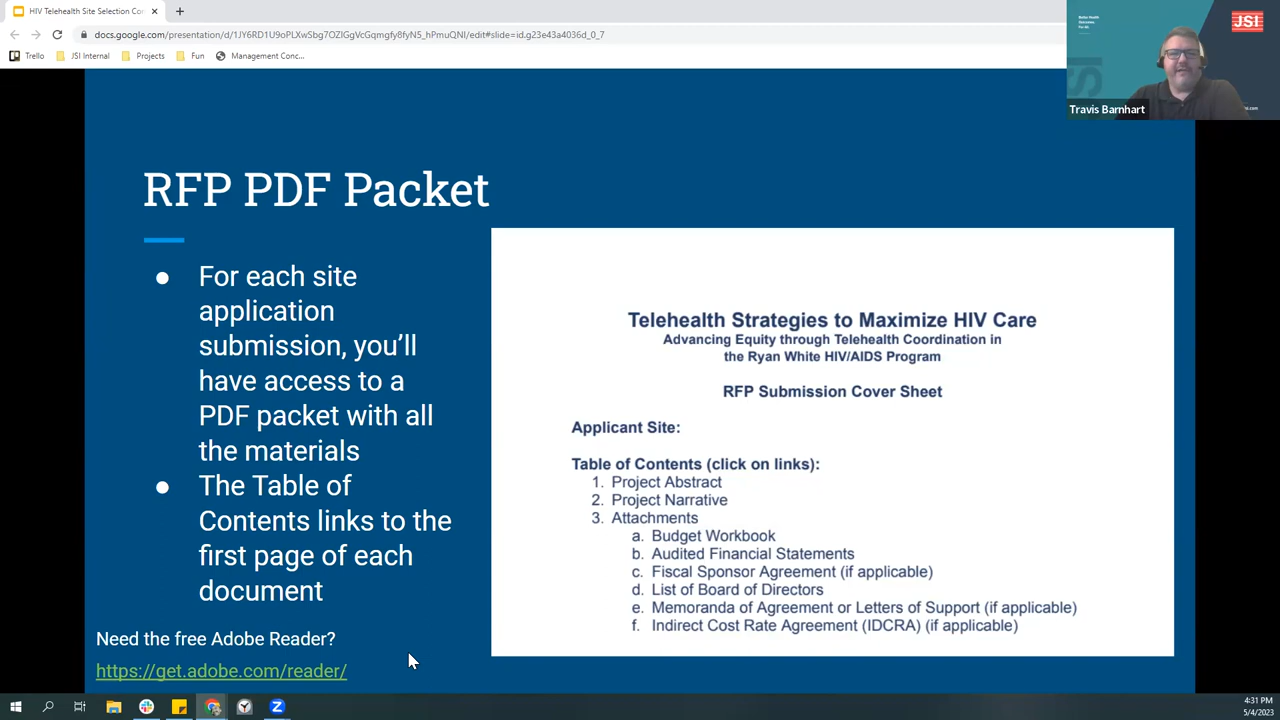 HIV Telehealth Site Selection Co
docs.google.com/presentation/d/1JY6RD1U9oPLXwSbg7OZIGgVcGqmzfy8fyN5_hPmuQNI/edit#slide=id.g23e43a4036d_0_7
Trello JSI Internal Projects Fun Management Conc...
Better Health
Outcomes
For All
JSI
Travis Barnhart
RFP PDF Packet
● For each site
application
submission, you’ll
have access to a
PDF packet with all
the materials
● The Table of
Contents links to the
first page of each
document
Need the free Adobe Reader?
https://get.adobe.com/reader/
Telehealth Strategies to Maximize HIV Care
Advancing Equity through Telehealth Coordination in
the Ryan White HIV/AIDS Program
RFP Submission Cover Sheet
Applicant Site:
Table of Contents (click on links):
1. Project Abstract
2. Project Narrative
3. Attachments
a. Budget Workbook
b. Audited Financial Statements
c. Fiscal Sponsor Agreement (if applicable)
d. List of Board of Directors
e. Memoranda of Agreement or Letters of Support (if applicable)
f. Indirect Cost Rate Agreement (IDCRA) (if applicable)
4:31 PM
5/4/2023